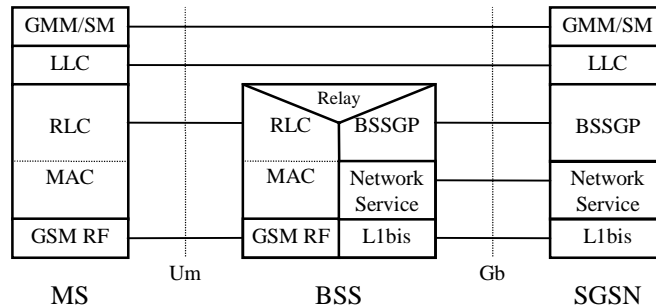 GMM/SM
LLC
RLC
MAC
GSM RF
MS
Um
Relay
RLC
BSSGP
MAC
Network
Service
GSM RF
L1bis
BSS
Gb
GMM/SM
LLC
BSSGP
Network
Service
L1bis
SGSN